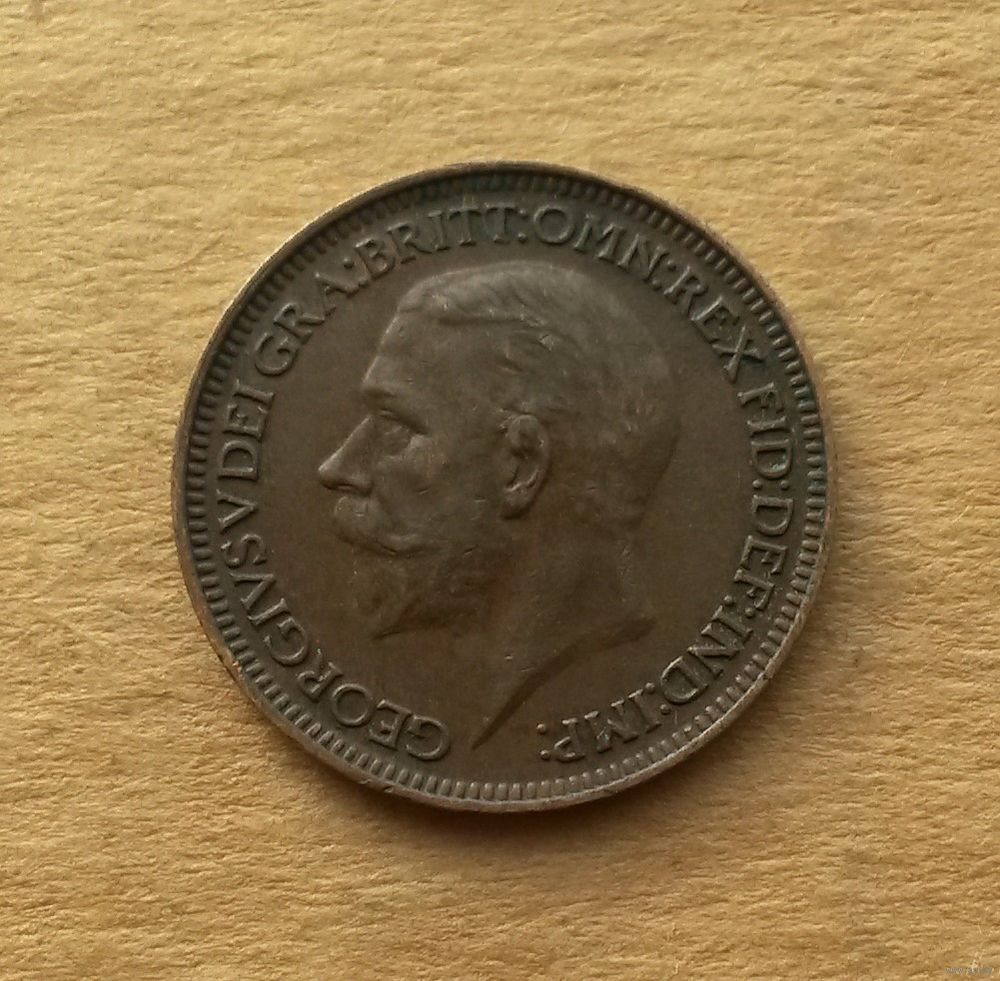 GEORGIVS V DEI GRA:BRITT:OMN:REX FID:DEF:IND:IMP: